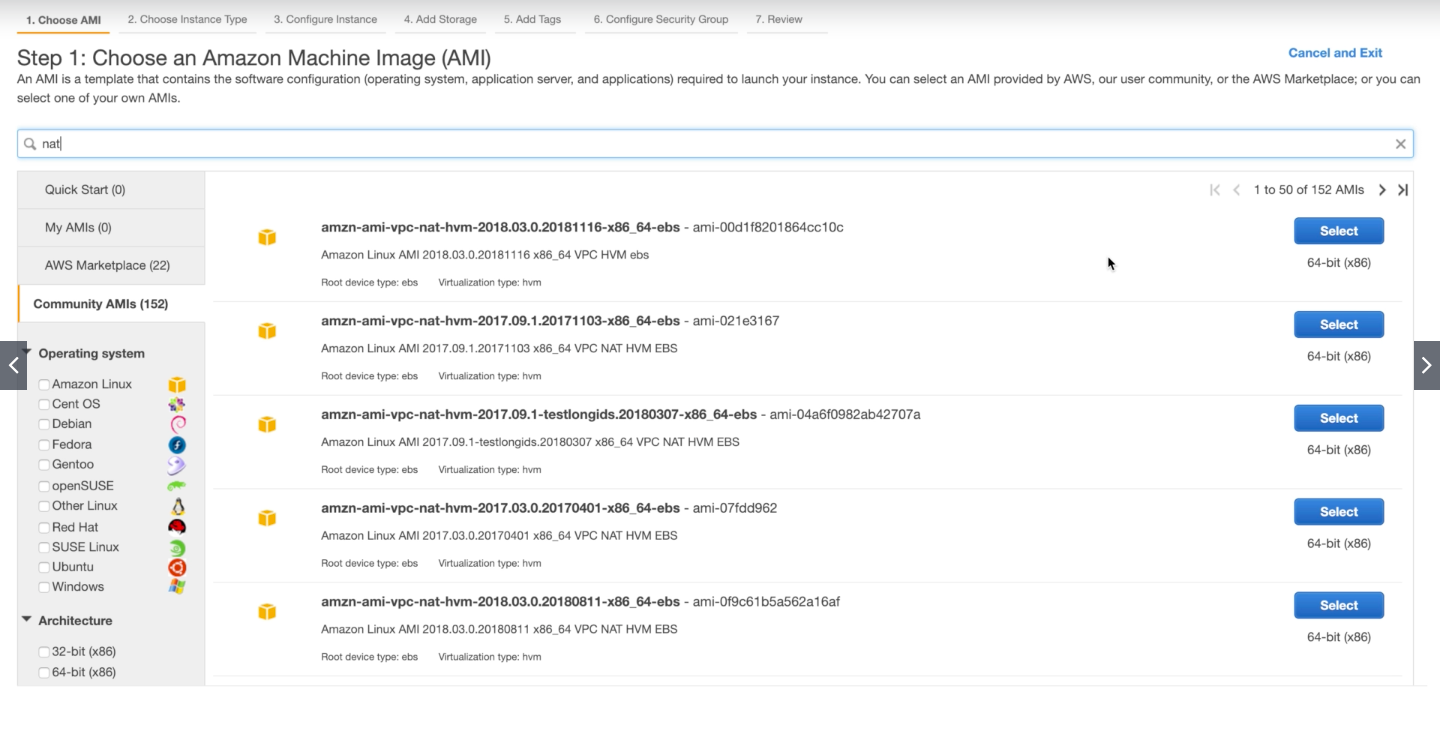 1. Choose AMI
2. Choose Instance Type
3. Configure Instance
4. Add Storage
5. Add Tags
6. Configure Security Group
7. Review
Step 1: Choose an Amazon Machine Image (AMI)
Cancel and Exit
An AMI is a template that contains the software configuration (operating system, application server, and applications) required to launch your instance. You can select an AMI provided by AWS, our user community, or the AWS Marketplace; or you can
select one of your own AMIs.
nat
Quick Start (0)
My AMIs (0)
AWS Marketplace (22)
Community AMIs (152)
Operating system
Amazon Linux
Cent OS
Debian
Fedora
Gentoo
openSUSE
Other Linux
Red Hat
SUSE Linux
Ubuntu
Windows
Architecture
32-bit (x86)
64-bit (x86)
1 to 50 of 152 AMIs
amzn-ami-vpc-nat-hvm-2018.03.0.20181116-x86_64-ebs - ami-00d1f8201864cc10c
Select
Amazon Linux AMI 2018.03.0.20181116 x86_64 VPC HVM ebs
64-bit (x86)
Root device type: ebs Virtualization type: hvm
amzn-ami-vpc-nat-hvm-2017.09.1.20171103-x86_64-ebs - ami-021e3167
Select
Amazon Linux AMI 2017.09.1.20171103 x86_64 VPC NAT HVM EBS
64-bit (x86)
Root device type: ebs Virtualization type: hvm
amzn-ami-vpc-nat-hvm-2017.09.1-testlongids.20180307-x86_64-ebs - ami-04a6f0982ab42707a
Select
Amazon Linux AMI 2017.09.1-testlongids.20180307 x86_64 VPC NAT HVM EBS
64-bit (x86)
Root device type: ebs Virtualization type: hvm
amzn-ami-vpc-nat-hvm-2017.03.0.20170401-x86_64-ebs - ami-07fdd962
Select
Amazon Linux AMI 2017.03.0.20170401 x86_64 VPC NAT HVM EBS
64-bit (x86)
Root device type: ebs Virtualization type: hvm
amzn-ami-vpc-nat-hvm-2018.03.0.20180811-x86_64-ebs - ami-0f9c61b5a562a16af
Select
Amazon Linux AMI 2018.03.0.20180811 x86_64 VPC NAT HVM EBS
64-bit (x86)
Root device type: ebs Virtualization type: hvm